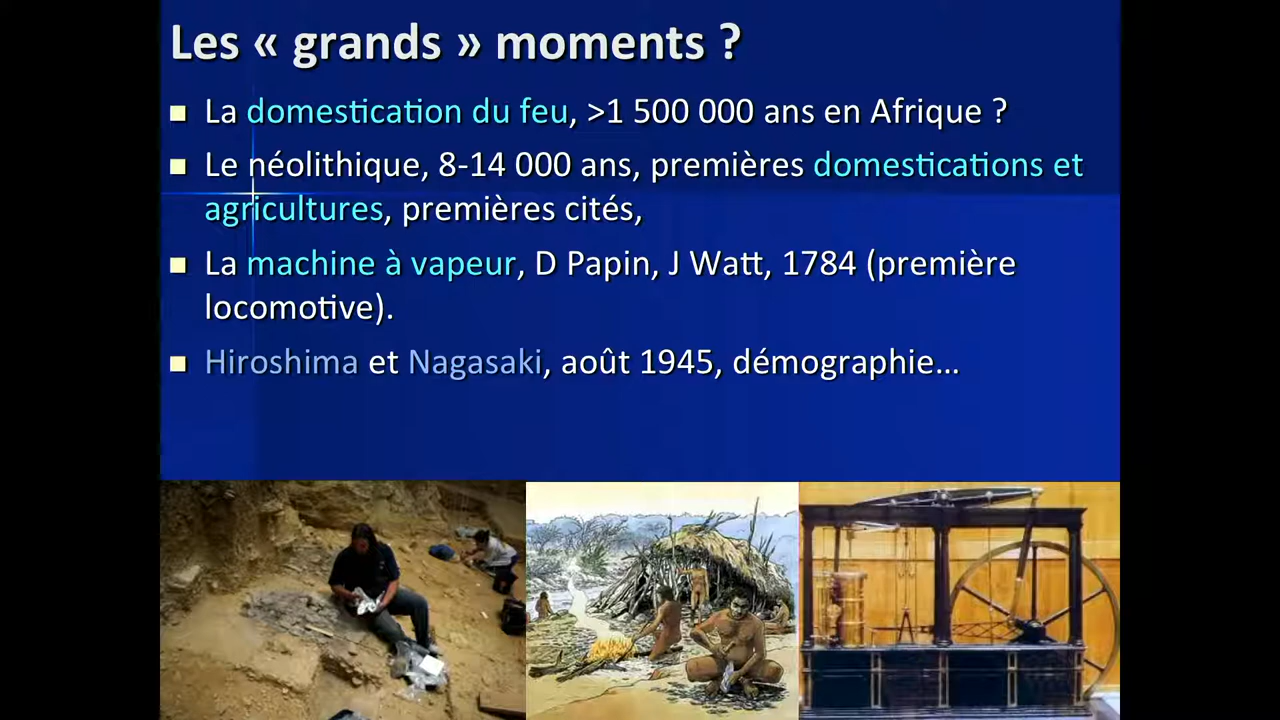 Les « grands » moments ?
La domestication du feu, >1 500 000 ans en Afrique ?
Le néolithique, 8-14 000 ans, premières domestications et
agricultures, premières cités,
La machine à vapeur, D Papin, J Watt, 1784 (première
locomotive).
Hiroshima et Nagasaki, août 1945, démographie…